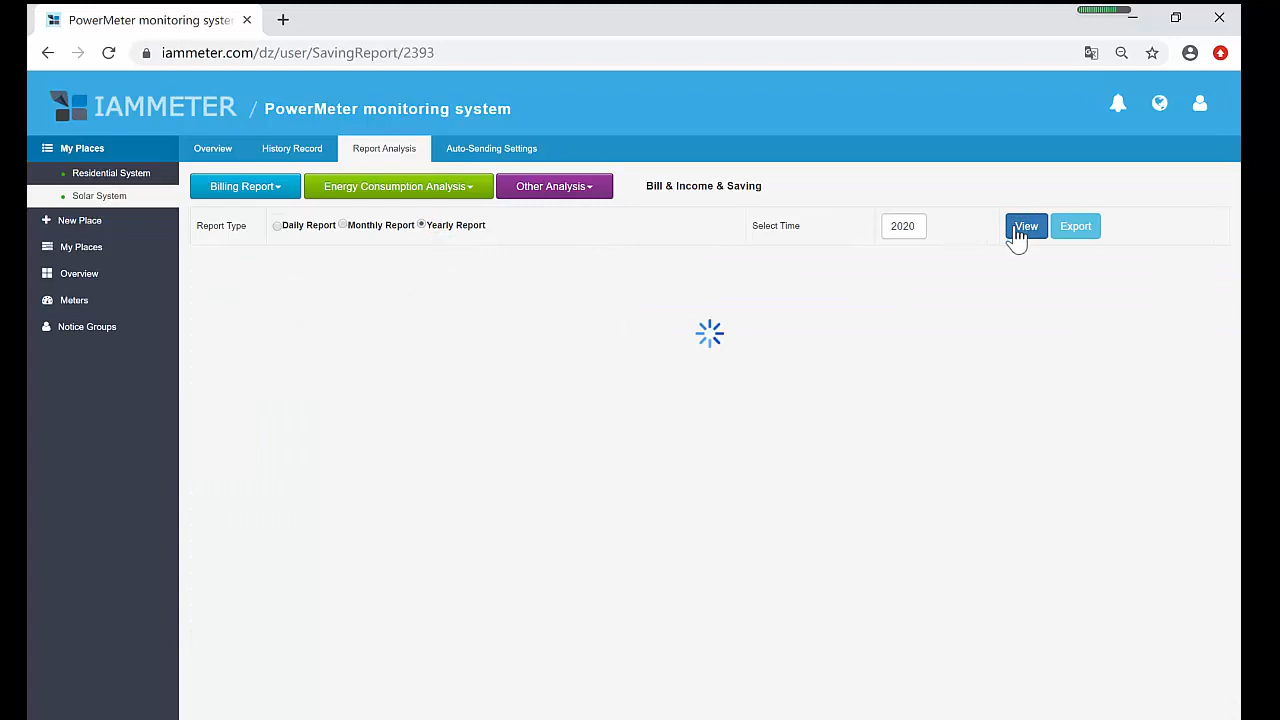 PowerMeter monitoring syste
iammeter.com/dz/user/SavingReport/2393
IAMMETER / PowerMeter monitoring system
My Places
Overview
History Record
Report Analysis
Auto-Sending Settings
Residential System
Solar System
New Place
My Places
Overview
Meters
Notice Groups
Billing Report
Energy Consumption Analysis
Other Analysis
Bill & Income & Saving
Report Type
Daily Report
Monthly Report
Yearly Report
Select Time
2020
View
Export